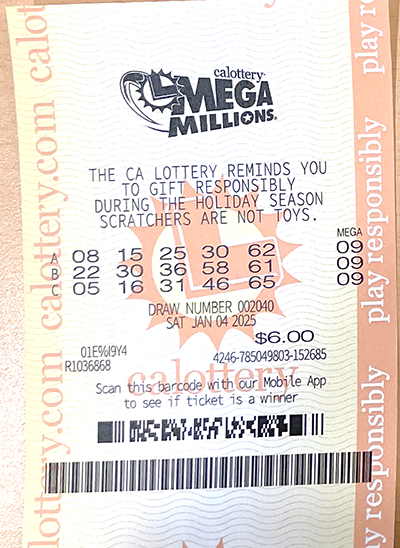 calottery
MEGA
MILLIONS
THE CA LOTTERY REMINDS YOU
TO GIFT RESPONSIBLY
DURING THE HOLIDAY SEASON
SCRATCHERS ARE NOT TOYS.
MEGA
A 08 15 25 30 62 09
B 22 30 36 58 61 09
C 05 16 31 46 65 09
DRAW NUMBER 002040
SAT JAN 04 2025
$6.00
01E%I9Y4
R1036868
4246-785049803-152685
calottery
Scan this barcode with our Mobile App
to see if ticket is a winner
calottery.com calottery.com
play responsibly play responsibly